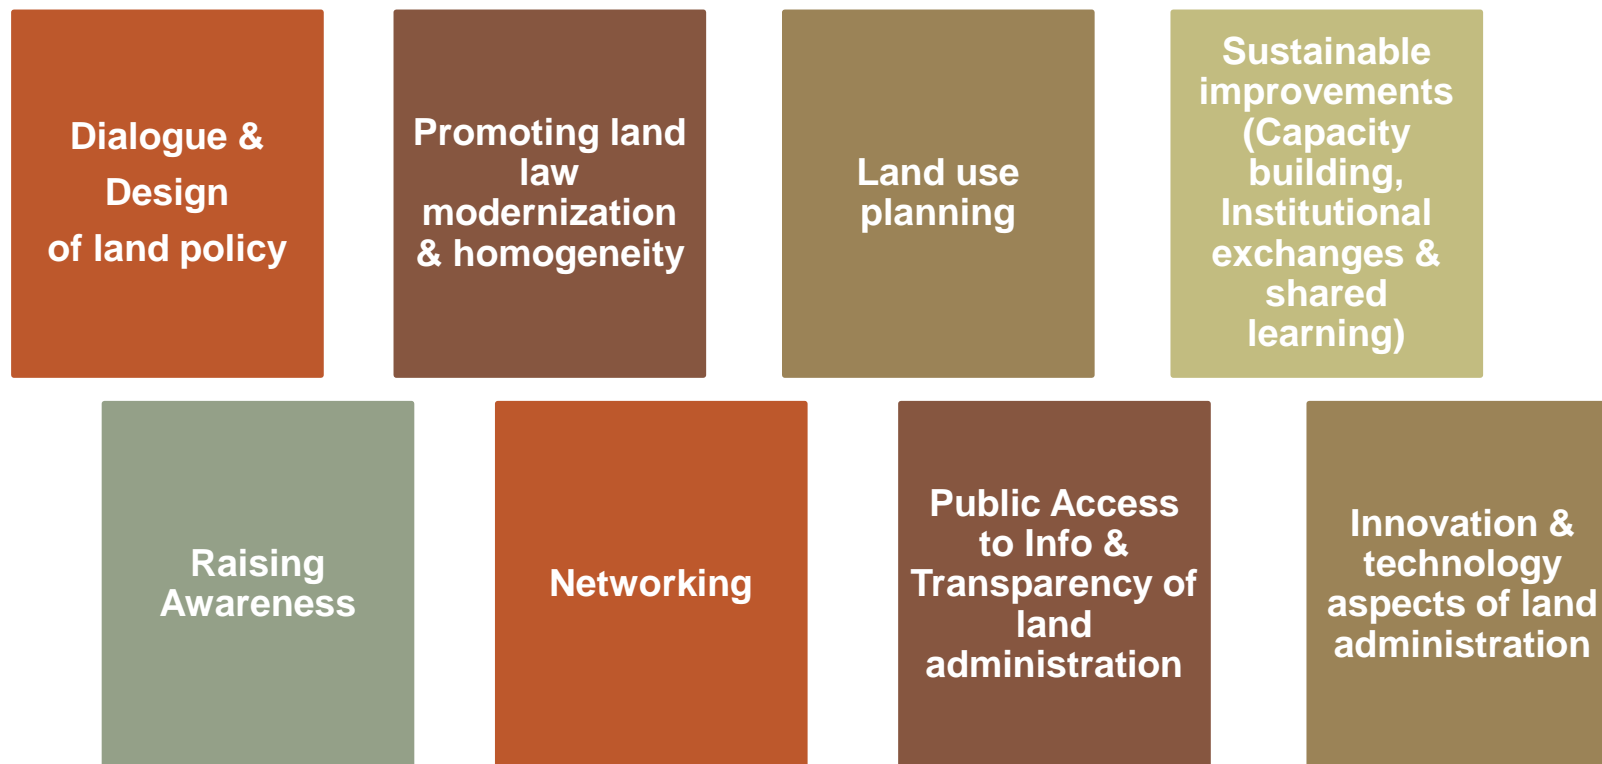 Dialogue &
Design
of land policy
Promoting land
law
modernization
& homogeneity
Land use
planning
Sustainable
improvements
(Capacity
building,
Institutional
exchanges &
shared
learning)
Raising
Awareness
Networking
Public Access
to Info &
Transparency of
land
administration
Innovation &
technology
aspects of land
administration